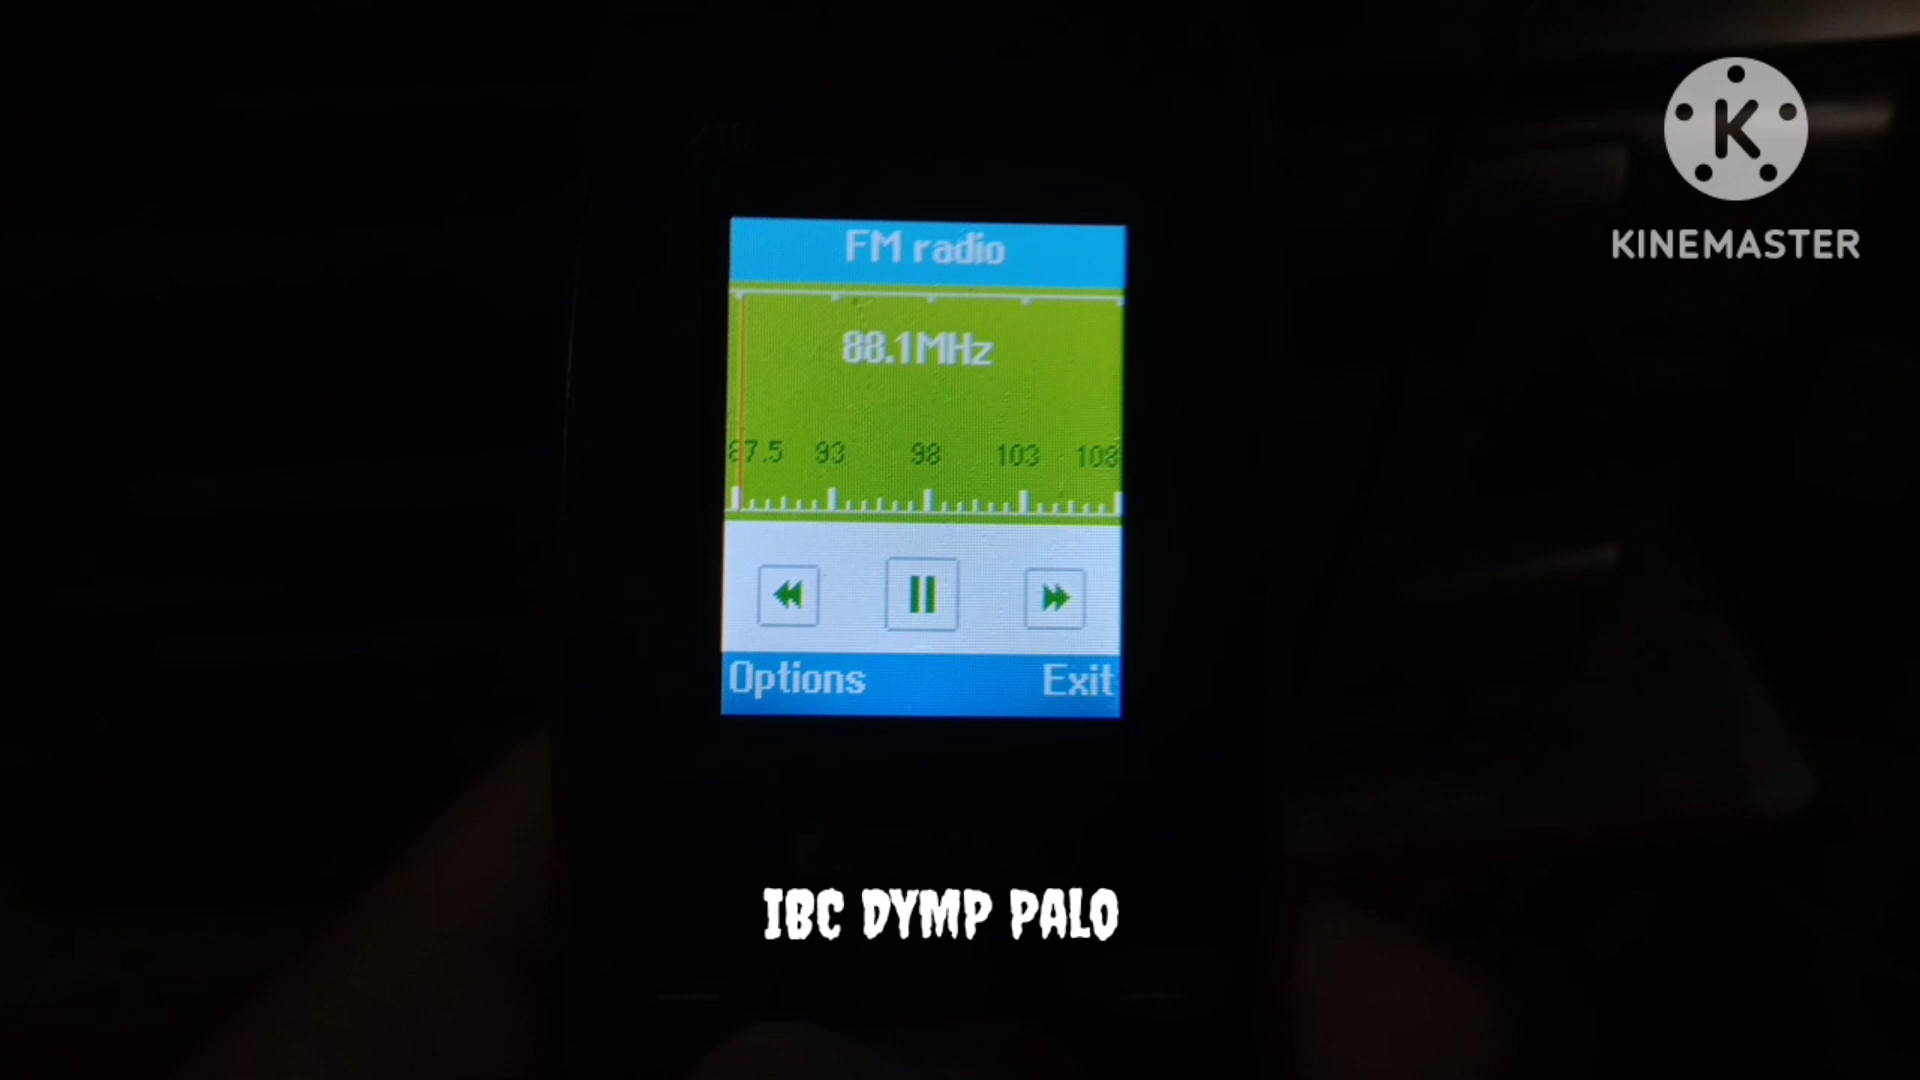 KINEMASTER
FM radio
88.1MHz
87.5 93 98 103 108
Options Exit
IBC DYMP PALO